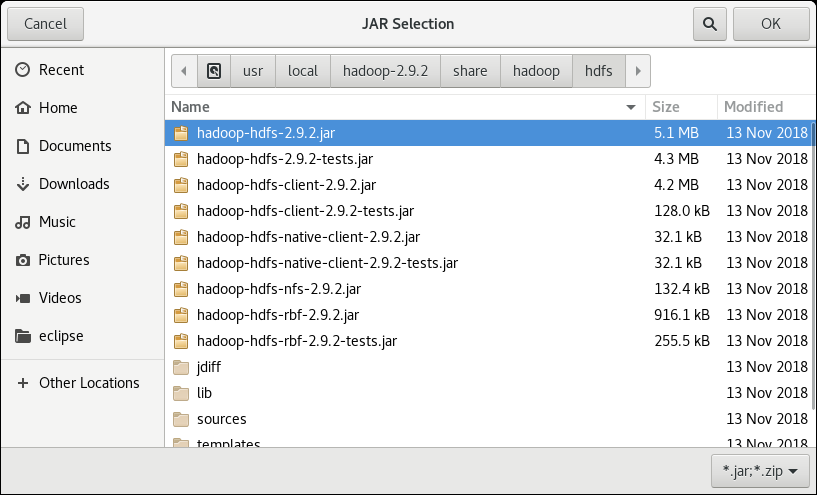 Cancel JAR Selection OK
Recent
Home
Documents
Downloads
Music
Pictures
Videos
eclipse
Other Locations
usr local hadoop-2.9.2 share hadoop hdfs
Name Size Modified
hadoop-hdfs-2.9.2.jar 5.1 MB 13 Nov 2018
hadoop-hdfs-2.9.2-tests.jar 4.3 MB 13 Nov 2018
hadoop-hdfs-client-2.9.2.jar 4.2 MB 13 Nov 2018
hadoop-hdfs-client-2.9.2-tests.jar 128.0 kB 13 Nov 2018
hadoop-hdfs-native-client-2.9.2.jar 32.1 kB 13 Nov 2018
hadoop-hdfs-native-client-2.9.2-tests.jar 32.1 kB 13 Nov 2018
hadoop-hdfs-nfs-2.9.2.jar 132.4 kB 13 Nov 2018
hadoop-hdfs-rbf-2.9.2.jar 916.1 kB 13 Nov 2018
hadoop-hdfs-rbf-2.9.2-tests.jar 255.5 kB 13 Nov 2018
jdiff 13 Nov 2018
lib 13 Nov 2018
sources 13 Nov 2018
templates 13 Nov 2018
*.jar;*.zip